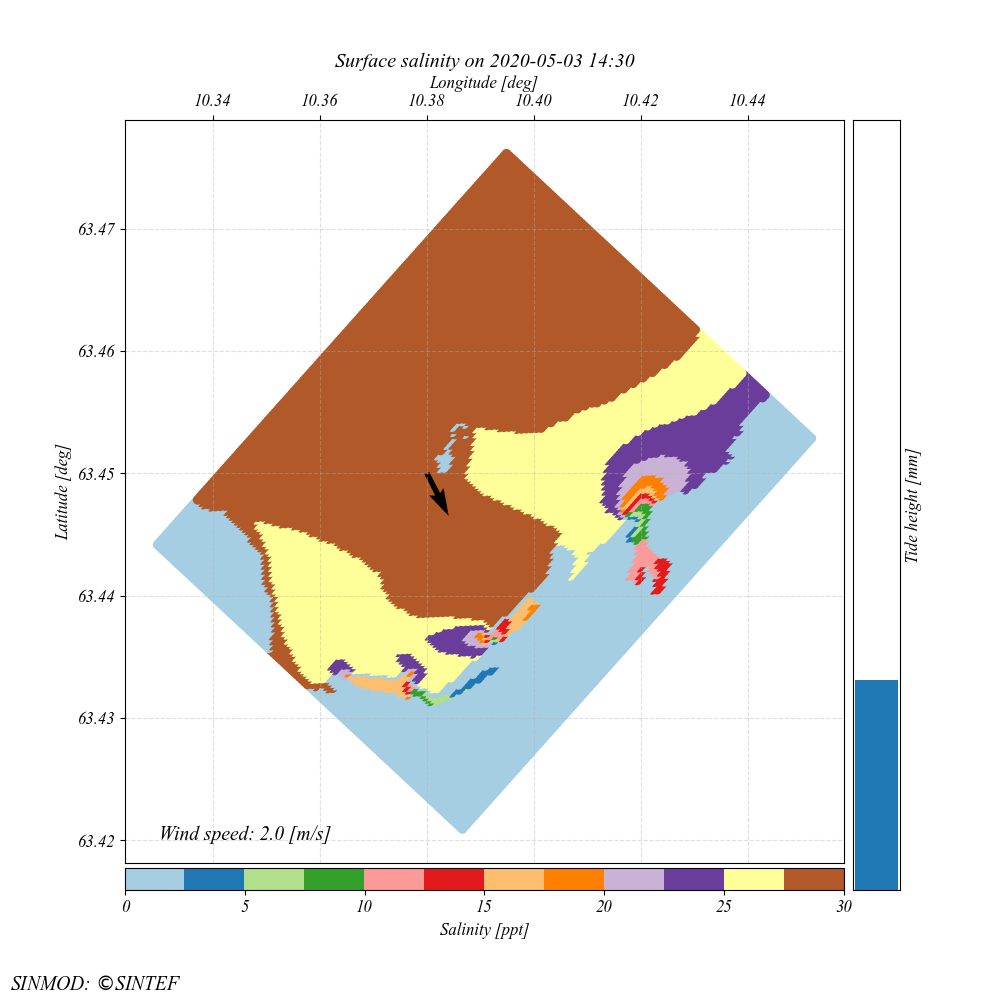 Surface salinity on 2020-05-03 14:30
Longitude [deg]
10.34 10.36 10.38 10.40 10.42 10.44
63.47
63.46
63.45
63.44
63.43
63.42
Latitude [deg]
Tide height [mm]
Wind speed: 2.0 [m/s]
0 5 10 15 20 25 30
Salinity [ppt]
SINMOD: ©SINTEF